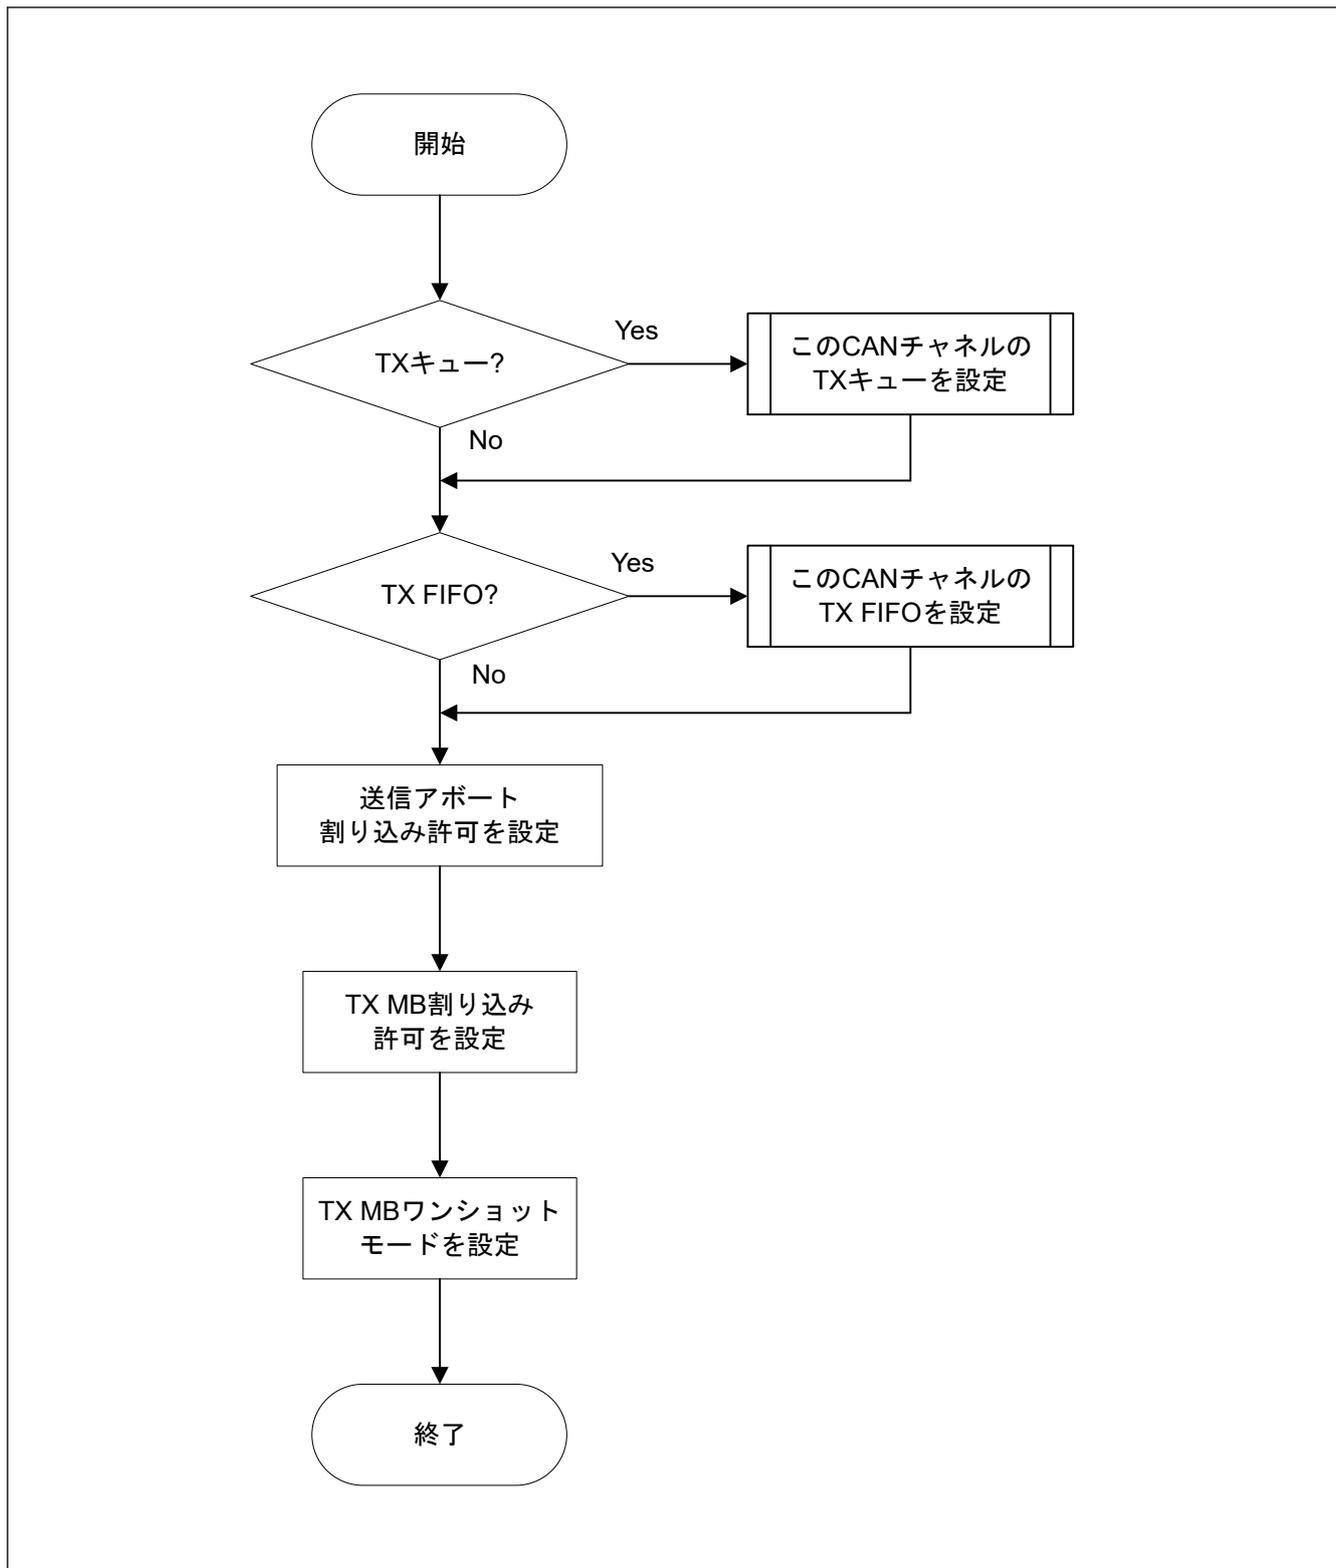 開始
TXキュー?
Yes
このCANチャネルの
TXキューを設定
No
TX FIFO?
Yes
このCANチャネルの
TX FIFOを設定
No
送信アボート
割り込み許可を設定
TX MB割り込み
許可を設定
TX MBワンショット
モードを設定
終了